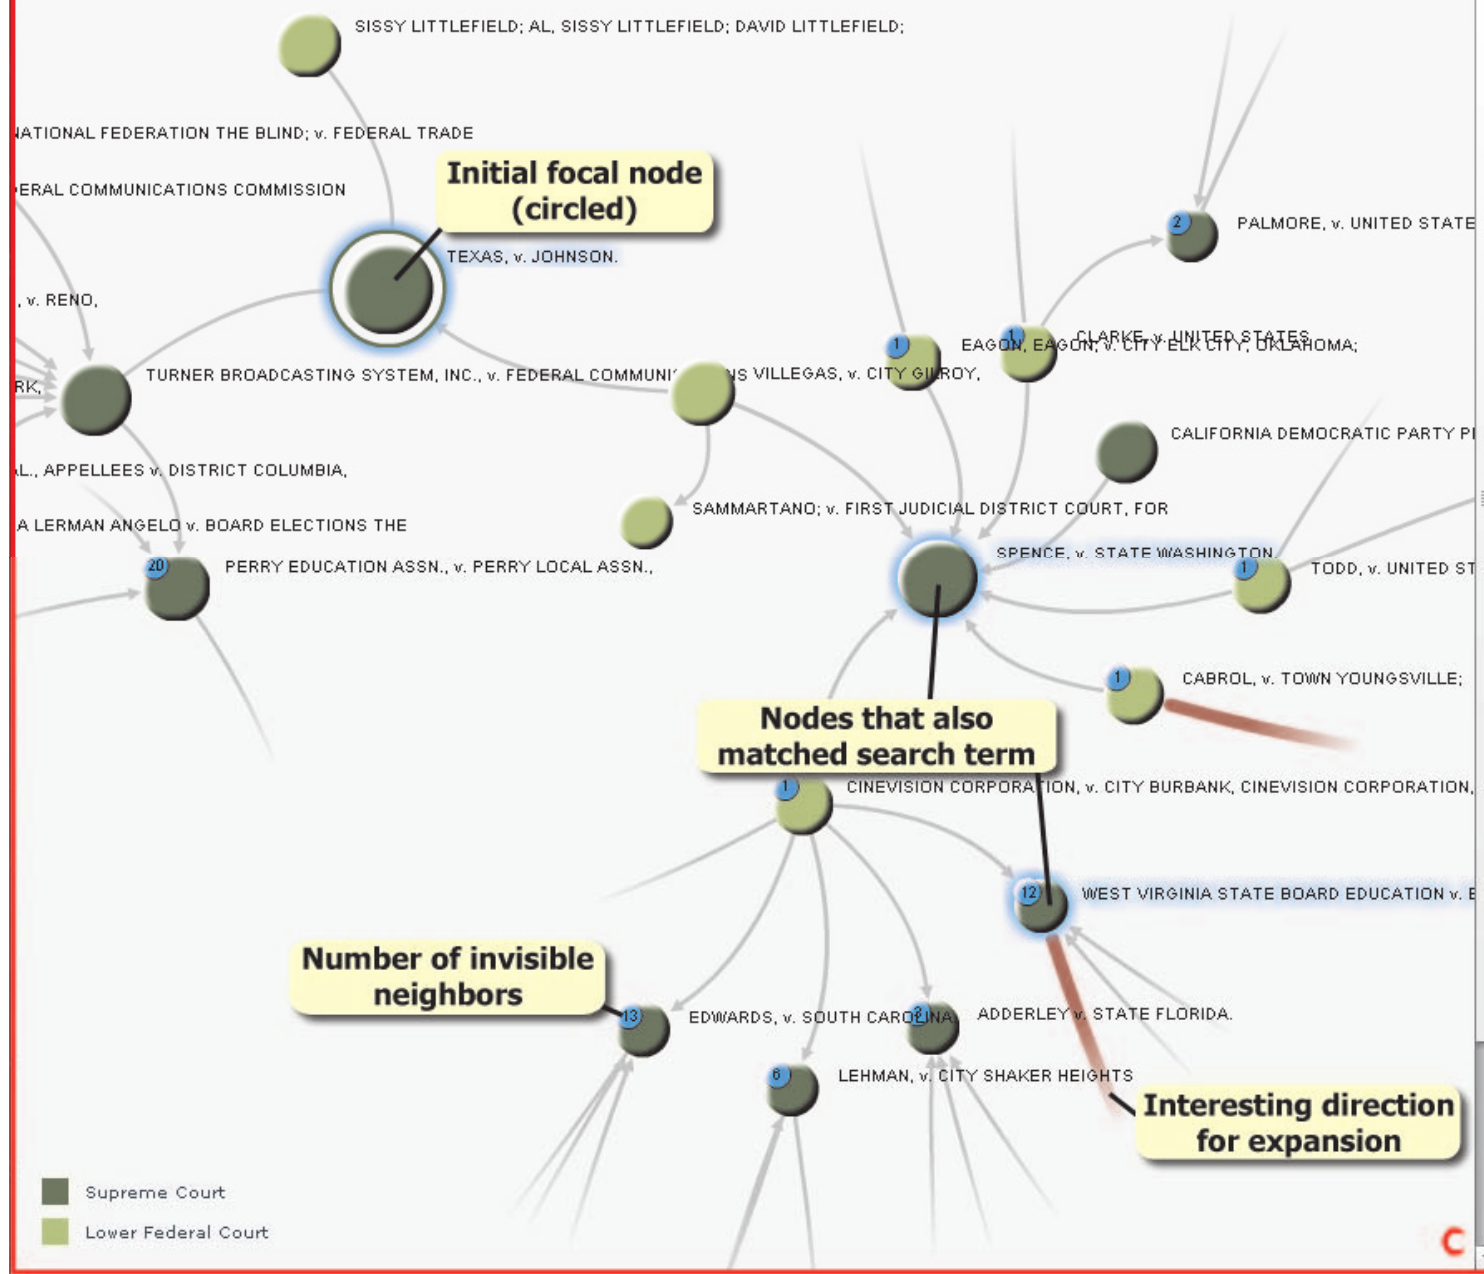 SISSY LITTLEFIELD; AL, SISSY LITTLEFIELD; DAVID LITTLEFIELD;
NATIONAL FEDERATION THE BLIND; v. FEDERAL TRADE
Initial focal node
(circled)
ERAL COMMUNICATIONS COMMISSION
2
PALMORE, v. UNITED STATE
TEXAS, v. JOHNSON.
, v. RENO,
1
CLARKE, v. UNITED STATES
1
EAGON, EAGON, v. CITY ELK CITY, OKLAHOMA;
TURNER BROADCASTING SYSTEM, INC., v. FEDERAL COMMUNI
NS
VILLEGAS, v. CITY GILROY,
RK,
CALIFORNIA DEMOCRATIC PARTY
L., APPELLEES v. DISTRICT COLUMBIA,
SAMMARTANO; v. FIRST JUDICIAL DISTRICT COURT, FOR
A LERMAN ANGELO v. BOARD ELECTIONS THE
SPENCE, v. STATE WASHINGTON.
20
PERRY EDUCATION ASSN., v. PERRY LOCAL ASSN.,
1
TODD, v. UNITED ST
1
CABROL, v. TOWN YOUNGSVILLE;
Nodes that also
matched search term
1
CINEVISION CORPORATION, v. CITY BURBANK, CINEVISION CORPORATION,
12
WEST VIRGINIA STATE BOARD EDUCATION v.
Number of invisible
neighbors
13
EDWARDS, v. SOUTH CAROLINA
ADDERLEY v. STATE FLORIDA.
6
LEHMAN, v. CITY SHAKER HEIGHTS
Interesting direction
for expansion
Supreme Court
Lower Federal Court
C